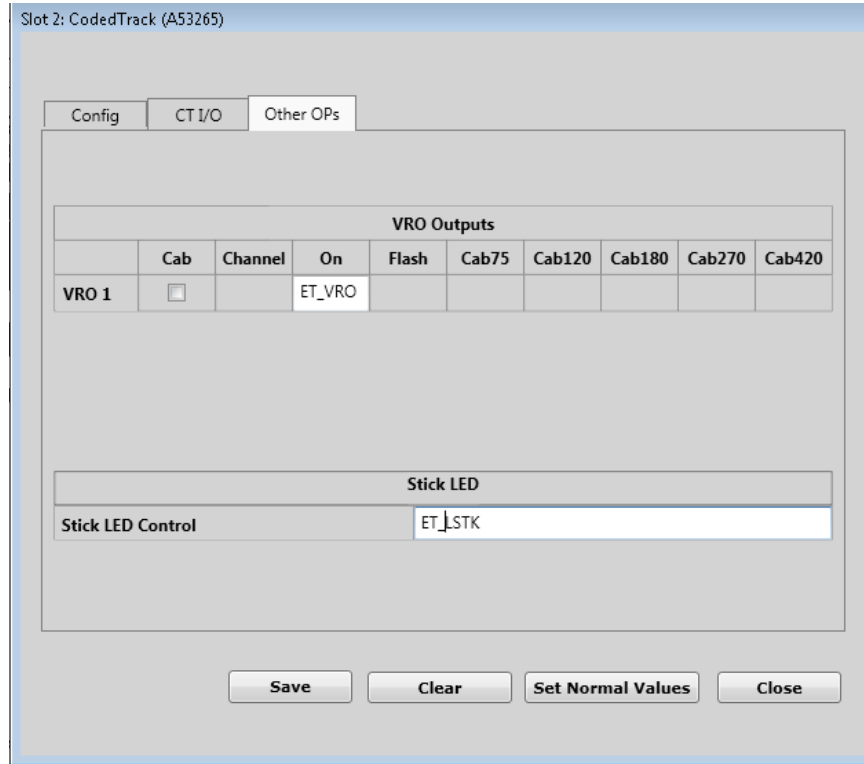 Slot 2: CodedTrack (A53265)
Config CT I/O Other OPs
VRO Outputs
Cab Channel On Flash Cab75 Cab120 Cab180 Cab270 Cab420
VRO 1 ET_VRO
Stick LED
Stick LED Control ET_LSTK
Save Clear Set Normal Values Close